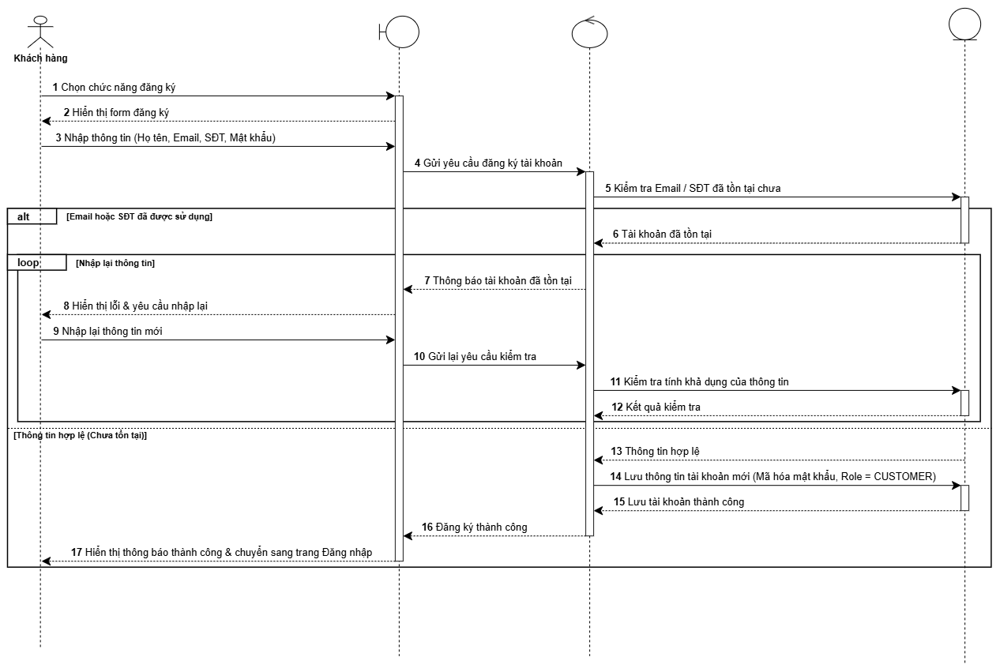 Khách hàng
1 Chọn chức năng đăng ký
2 Hiển thị form đăng ký
3 Nhập thông tin (Họ tên, Email, SĐT, Mật khẩu)
4 Gửi yêu cầu đăng ký tài khoản
5 Kiểm tra Email / SĐT đã tồn tại chưa
alt
[Email hoặc SĐT đã được sử dụng]
6 Tài khoản đã tồn tại
loop
[Nhập lại thông tin]
7 Thông báo tài khoản đã tồn tại
8 Hiển thị lỗi & yêu cầu nhập lại
9 Nhập lại thông tin mới
10 Gửi lại yêu cầu kiểm tra
11 Kiểm tra tính khả dụng của thông tin
12 Kết quả kiểm tra
[Thông tin hợp lệ (Chưa tồn tại)]
13 Thông tin hợp lệ
14 Lưu thông tin tài khoản mới (Mã hóa mật khẩu, Role = CUSTOMER)
15 Lưu tài khoản thành công
16 Đăng ký thành công
17 Hiển thị thông báo thành công & chuyển sang trang Đăng nhập